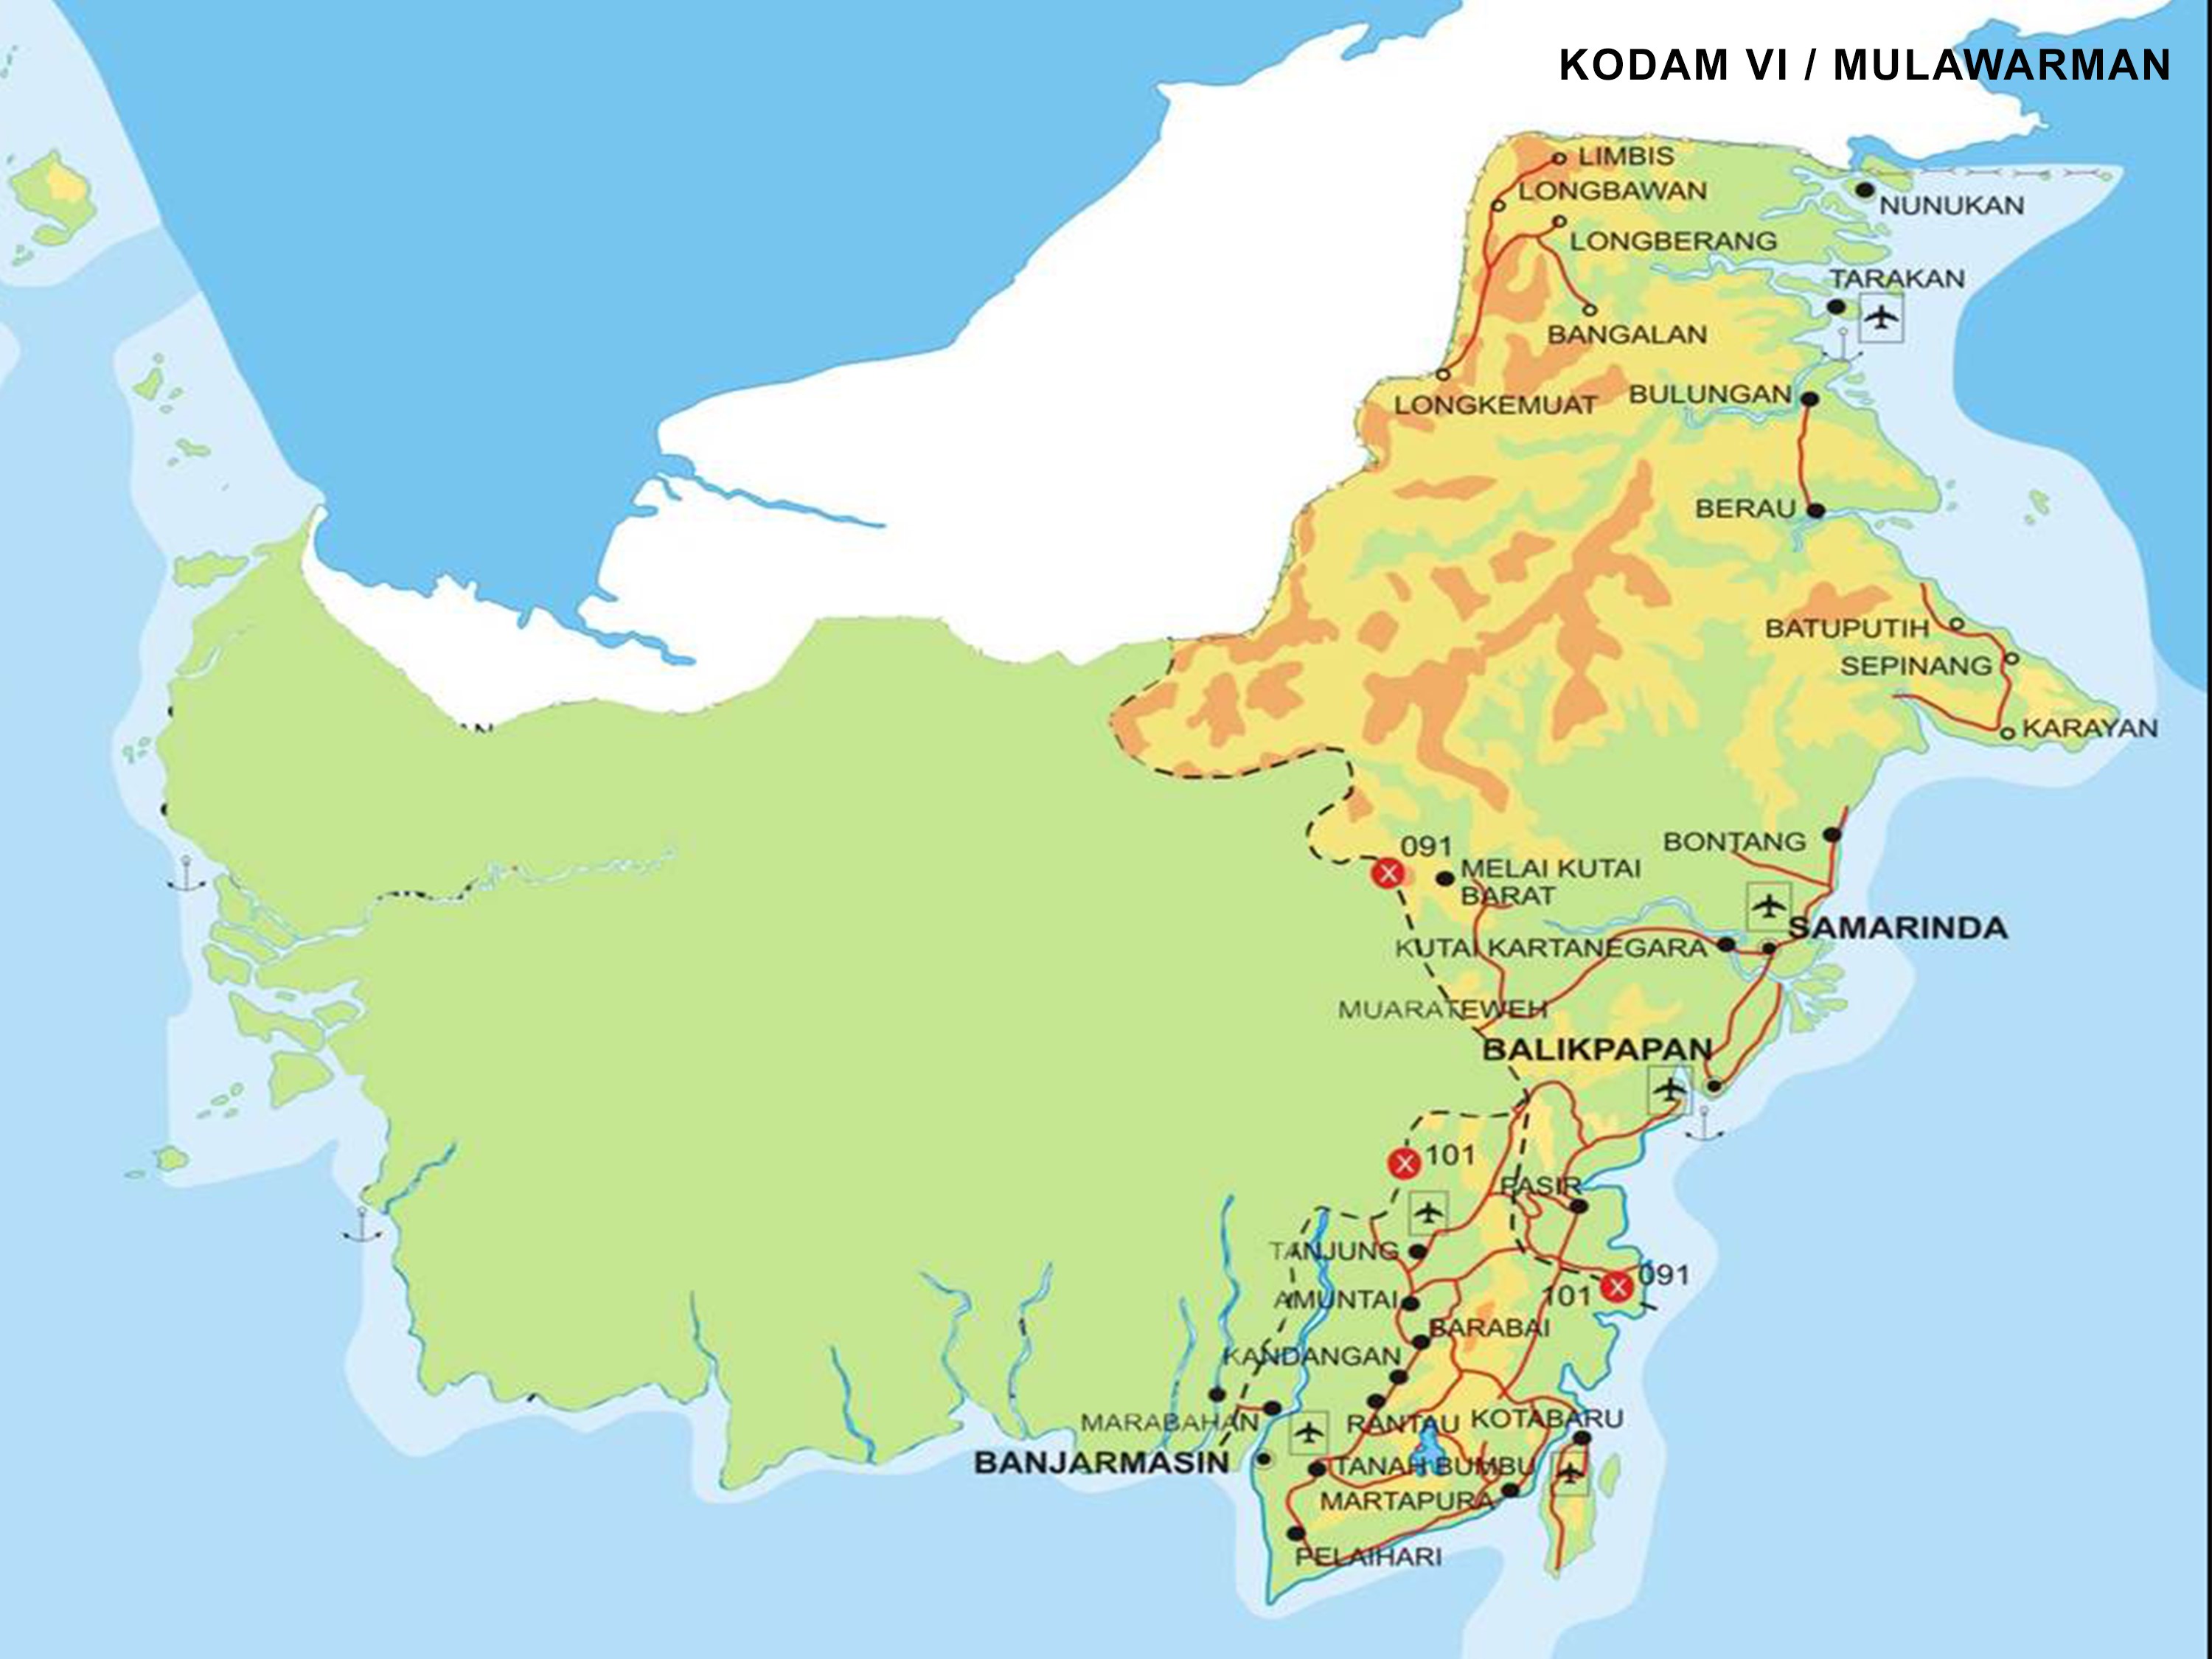 KODAM VI / MULAWARMAN
LIMBIS
LONGBAWAN
NUNUKAN
LONGBERANG
TARAKAN
BANGALAN
BULUNGAN
LONGKEMUAT
BERAU
BATUPUTIH
SEPINANG
KARAYAN
BONTANG
091
MELAI KUTAI
BARAT
SAMARINDA
KUTAI KARTANEGARA
MUARATEWEH
BALIKPAPAN
101
PASIR
TANJUNG
091
101
AMUNTAI
BARABAI
KANDANGAN
MARABAHAN
RANTAU
KOTABARU
BANJARMASIN
TANAH BUMBU
MARTAPURA
PELAIHARI